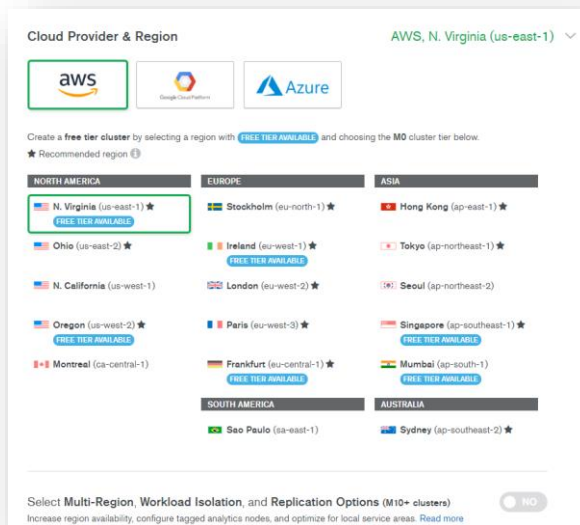 Cloud Provider & Region
AWS, N. Virginia (us-east-1)
aws
Google Cloud Platform
Azure
Create a free tier cluster by selecting a region with FREE TIER AVAILABLE and choosing the M0 cluster tier below.
★ Recommended region
NORTH AMERICA
N. Virginia (us-east-1) ★
FREE TIER AVAILABLE
Ohio (us-east-2) ★
N. California (us-west-1)
Oregon (us-west-2) ★
FREE TIER AVAILABLE
Montreal (ca-central-1)
EUROPE
Stockholm (eu-north-1) ★
Ireland (eu-west-1) ★
FREE TIER AVAILABLE
London (eu-west-2) ★
Paris (eu-west-3) ★
Frankfurt (eu-central-1) ★
FREE TIER AVAILABLE
SOUTH AMERICA
Sao Paulo (sa-east-1)
ASIA
Hong Kong (ap-east-1) ★
Tokyo (ap-northeast-1) ★
Seoul (ap-northeast-2)
Singapore (ap-southeast-1) ★
FREE TIER AVAILABLE
Mumbai (ap-south-1)
FREE TIER AVAILABLE
AUSTRALIA
Sydney (ap-southeast-2) ★
Select Multi-Region, Workload Isolation, and Replication Options (M10+ clusters)
NO
Increase region availability, configure tagged analytics nodes, and optimize for local service areas. Read more